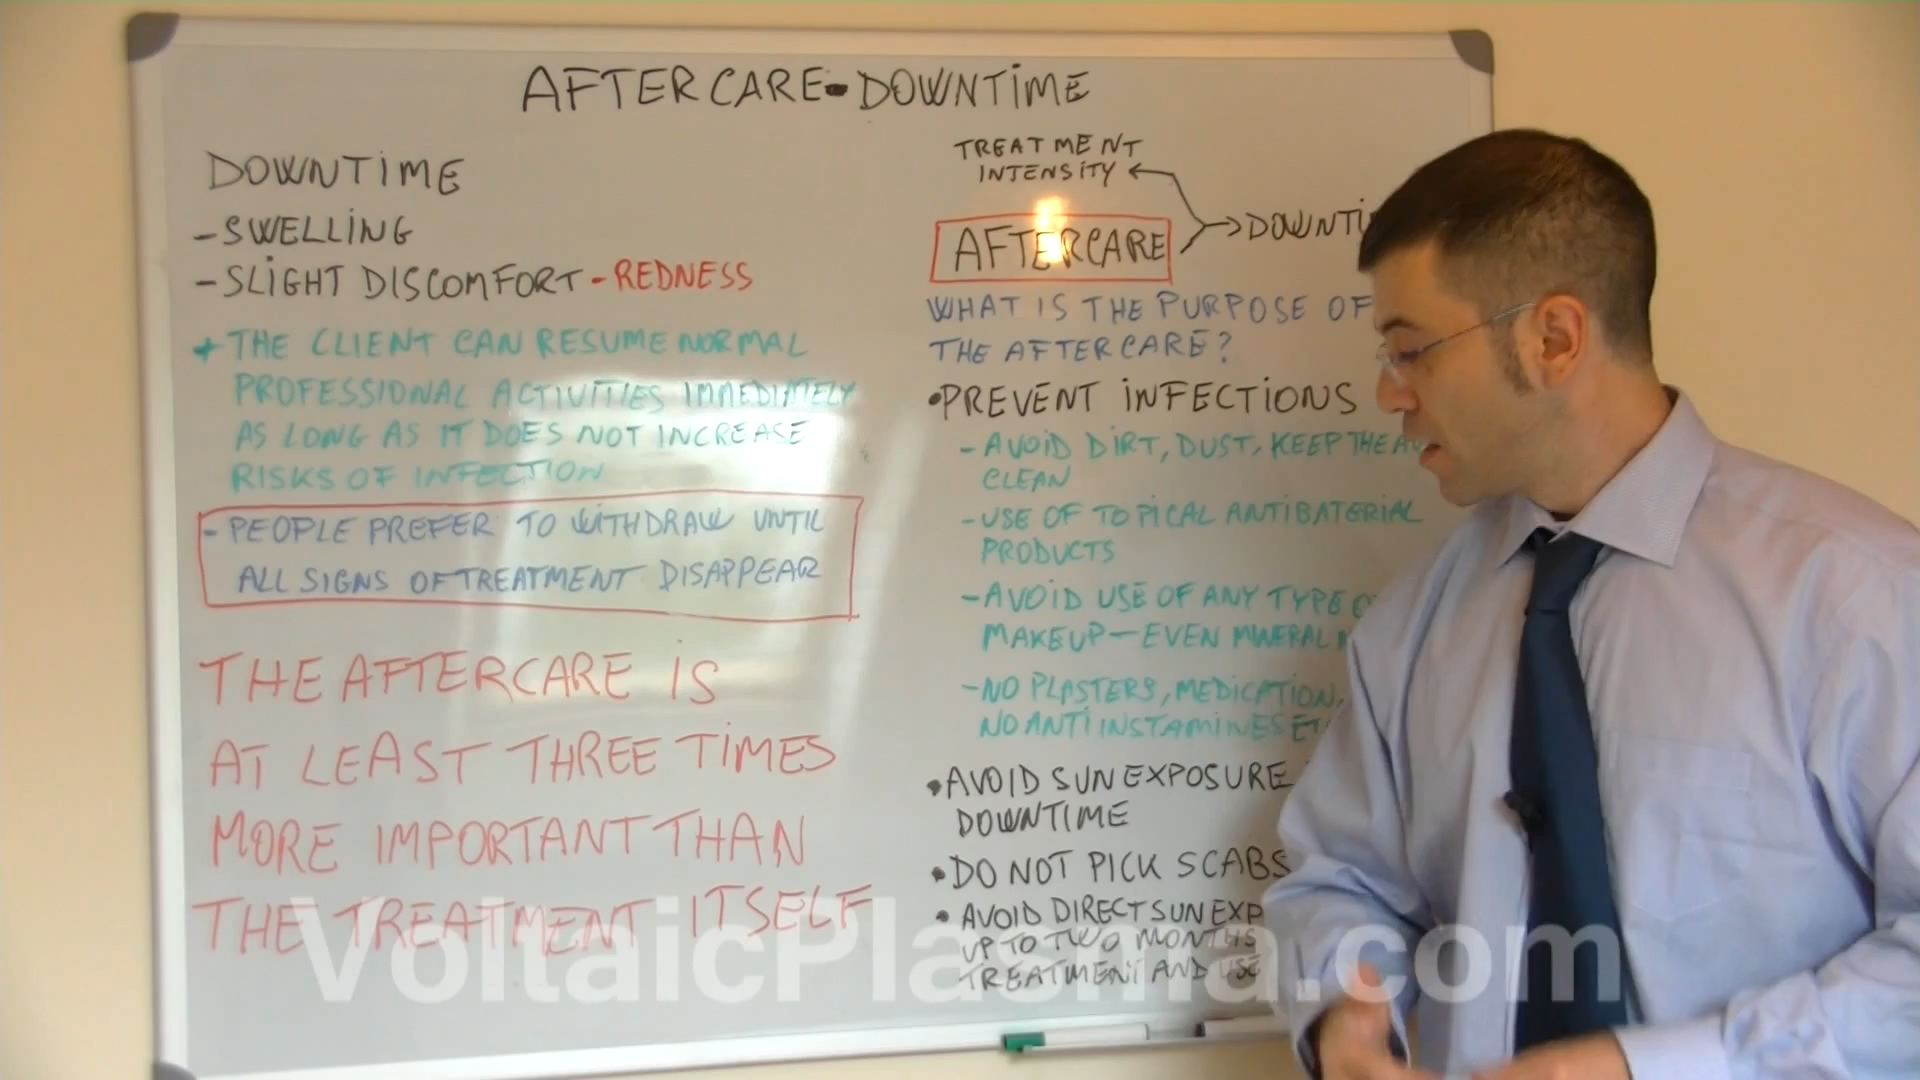 AFTERCARE-DOWNTIME
DOWNTIME
-SWELLING
-SLIGHT DISCOMFORT - REDNESS
+ THE CLIENT CAN RESUME NORMAL
PROFESSIONAL ACTIVITIES IMMEDIATELY
AS LONG AS IT DOES NOT INCREASE
RISKS OF INFECTION
- PEOPLE PREFER TO WITHDRAW UNTIL
ALL SIGNS OF TREATMENT DISAPPEAR
THE AFTERCARE IS
AT LEAST THREE TIMES
MORE IMPORTANT THAN
THE TREATMENT ITSELF
TREATMENT
INTENSITY
AFTERCARE
DOWNTI
WHAT IS THE PURPOSE OF
THE AFTERCARE?
•PREVENT INFECTIONS
-AVOID DIRT, DUST, KEEP THE
CLEAN
-USE OF TOPICAL ANTIBATERIAL
PRODUCTS
-AVOID USE OF ANY TYPE
MAKEUP-EVEN MINERAL
-NO PLASTERS, MEDICATION,
NO ANTIINSTAMINES
•AVOID SUN EXPOSURE
DOWNTIME
•DO NOT PICK SCABS
• AVOID DIRECT SUN EXP
UP TO TWO MONTHS
TREATMENT AND USE
VoltaicPlasma.com